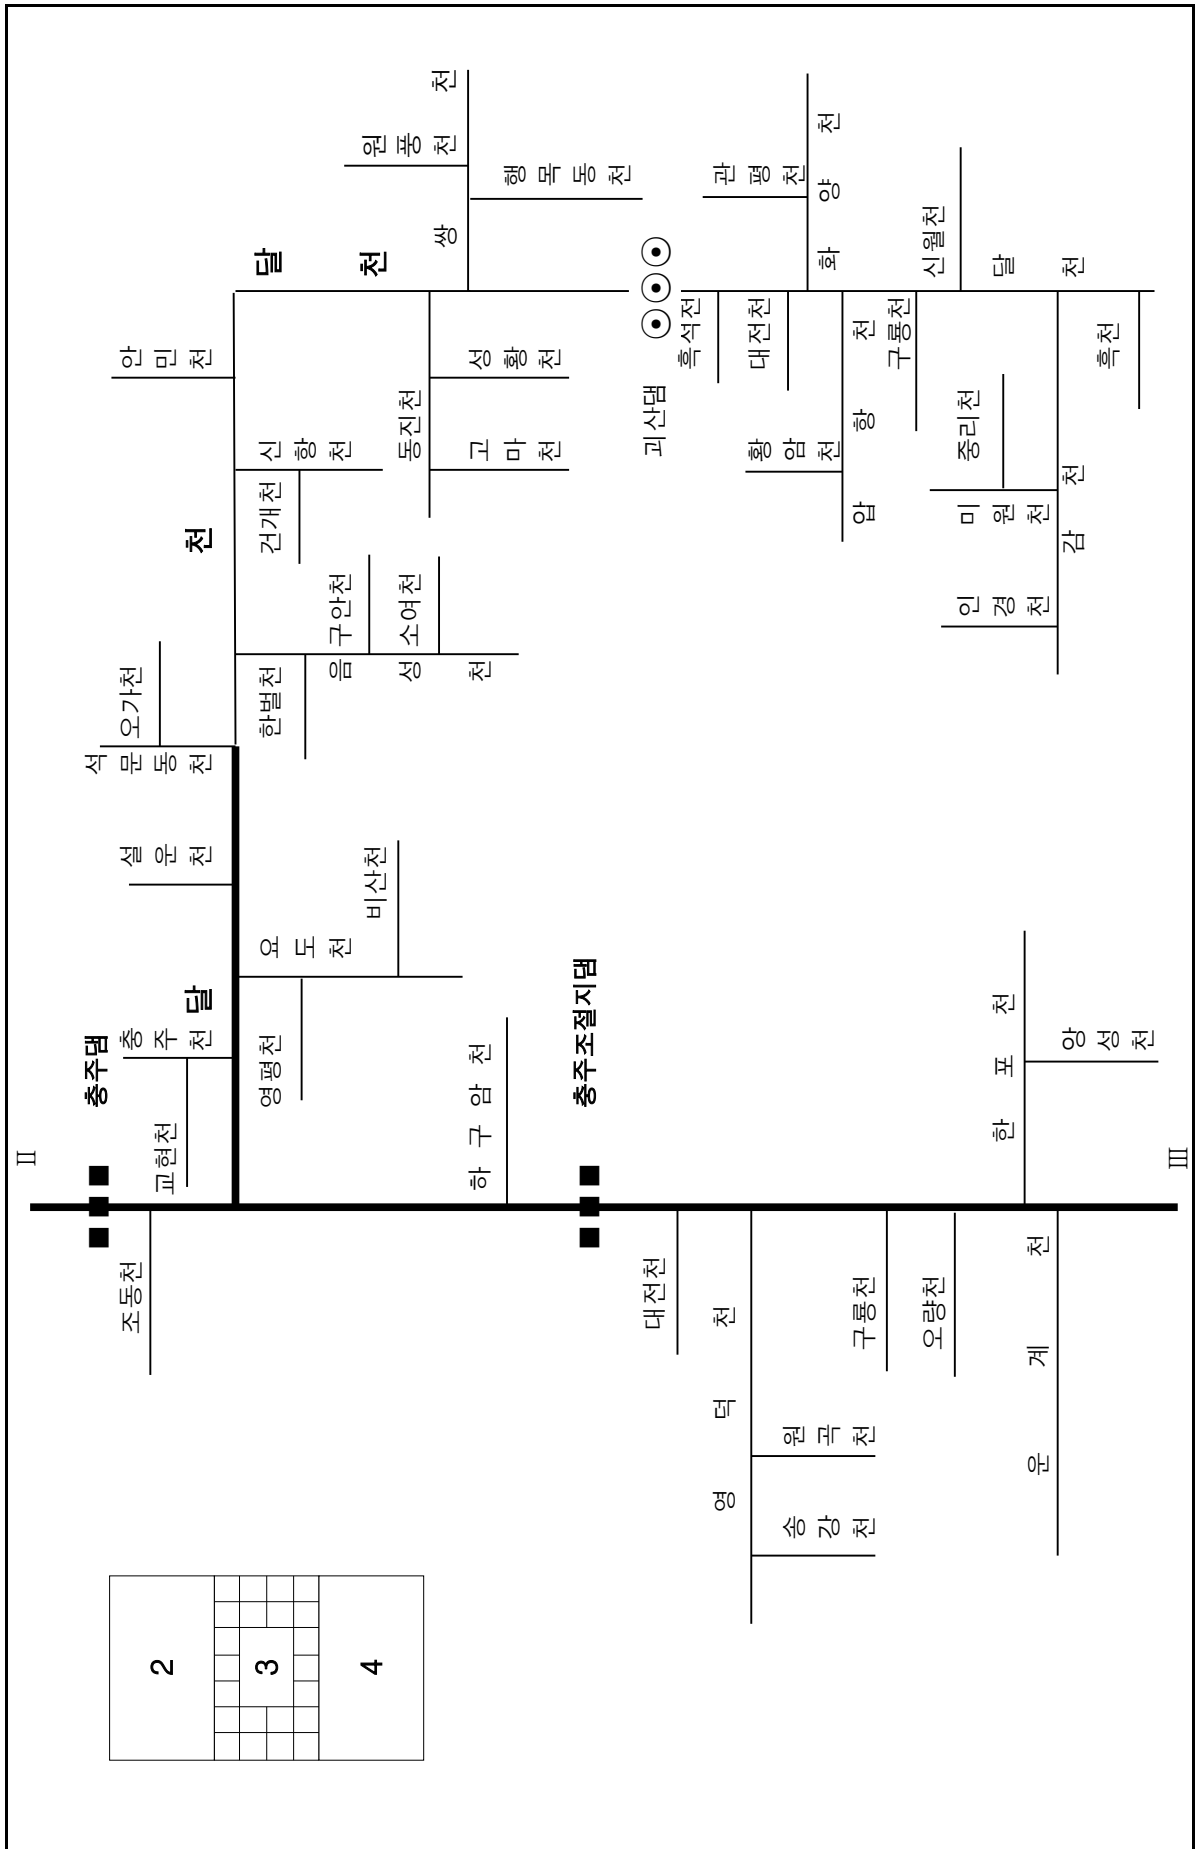 쌍천
원풍천
행목동천
관평천
화양천
신월천
달천
달천
흑석전
대전천
구룡천
흑천
안민천
성황천
동진천
고마천
신항천
건개천
괴산댐
황암천
압항천
중리천
미원천
감천
인경천
구안천
소여천
음성천
한벌천
오가천
석문동천
설운천
요도천
비산천
달천
충주댐
충주천
영평천
교현천
하구암천
충주조절지댐
한포천
앙성천
Ⅱ
Ⅲ
조동천
대전천
영덕천
구룡천
오량천
운계천
원곡천
송강천
2
3
4